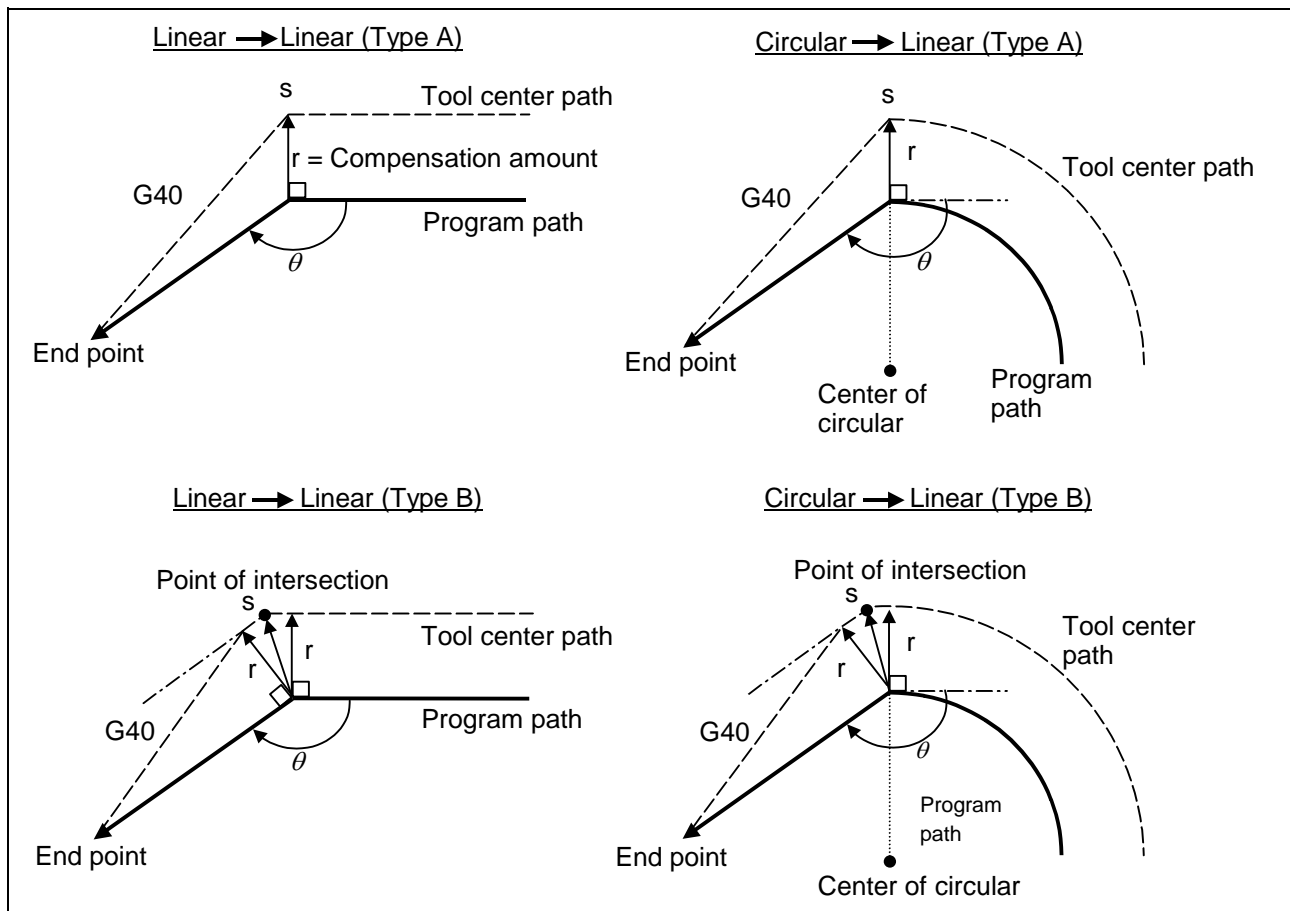 Linear → Linear (Type A)
s
Tool center path
r = Compensation amount
G40
Program path
θ
End point
Circular → Linear (Type A)
s
r
Tool center path
G40
θ
End point
Center of
circular
Program
path
Linear → Linear (Type B)
Point of intersection
s
Tool center path
r
r
Program path
G40
θ
End point
Circular → Linear (Type B)
Point of intersection
s
Tool center
path
r
r
G40
θ
Program
path
End point
Center of circular